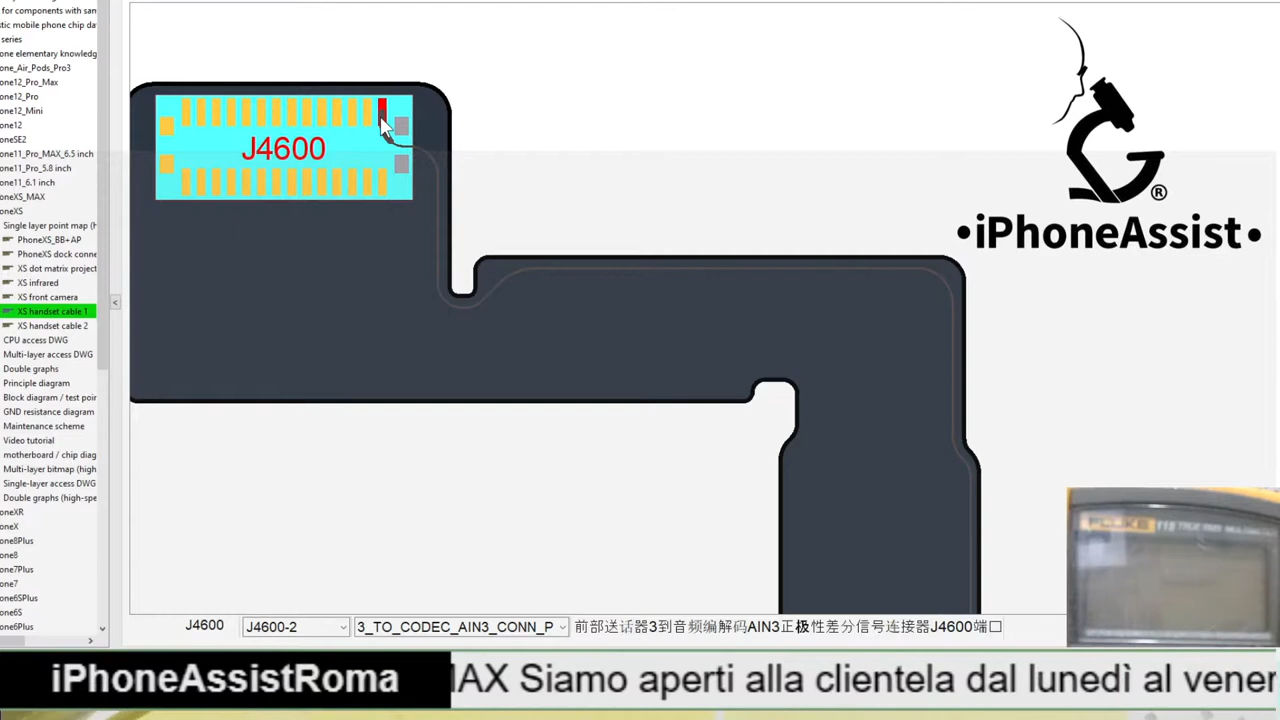 for components with san
stic mobile phone chip da
series
one elementary knowledg
one_Air_Pods_Pro3
one12_Pro_Max
one12_Pro
one12_Mini
one12
oneSE2
one11_Pro_MAX_6.5 inch
one11_Pro_5.8 inch
one11_6.1 inch
oneXS_MAX
oneXS
Single layer point map (h
PhoneXS_BB+AP
PhoneXS dock conne
XS dot matrix project
XS infrared
XS front camera
XS handset cable 1
XS handset cable 2
CPU access DWG
Multi-layer access DWG
Double graphs
Principle diagram
Block diagram / test poin
GND resistance diagram
Maintenance scheme
Video tutorial
motherboard / chip diag
Multi-layer bitmap (high
Single-layer access DWG
Double graphs (high-spe
oneXR
oneX
one8Plus
one8
one7Plus
one7
one6SPlus
one6S
one6Plus
<
J4600
®
•iPhoneAssist•
FLUKE
J4600
J4600-2
3_TO_CODEC_AIN3_CONN_P
前部送话器3到音频编解码AIN3正极性差分信号连接器J4600端口
iPhoneAssistRoma
MAX Siamo aperti alla clientela dal lunedì al vener